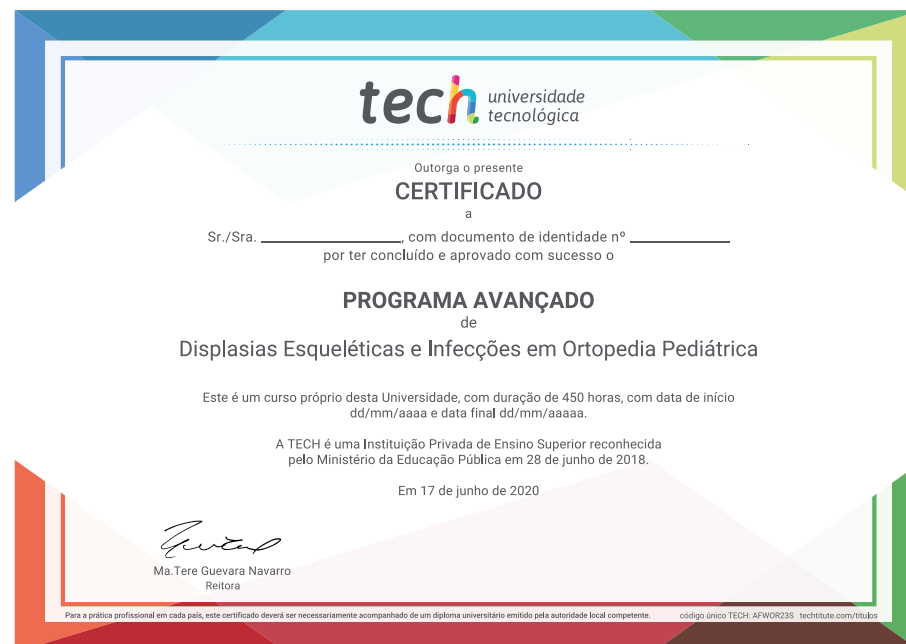 tech universidade
tecnológica
Outorga o presente
CERTIFICADO
a
Sr./Sra. ____________________, com documento de identidade nº ______________
por ter concluído e aprovado com sucesso o
PROGRAMA AVANÇADO
de
Displasias Esqueléticas e Infecções em Ortopedia Pediátrica
Este é um curso próprio desta Universidade, com duração de 450 horas, com data de início
dd/mm/aaaa e data final dd/mm/aaaaa.
A TECH é uma Instituição Privada de Ensino Superior reconhecida
pelo Ministério da Educação Pública em 28 de junho de 2018.
Em 17 de junho de 2020
Ma.Tere Guevara Navarro
Reitora
Para a prática profissional em cada país, este certificado deverá ser necessariamente acompanhado de um diploma universitário emitido pela autoridade local competente. código único TECH: AFWOR23S techtitute.com/titulos